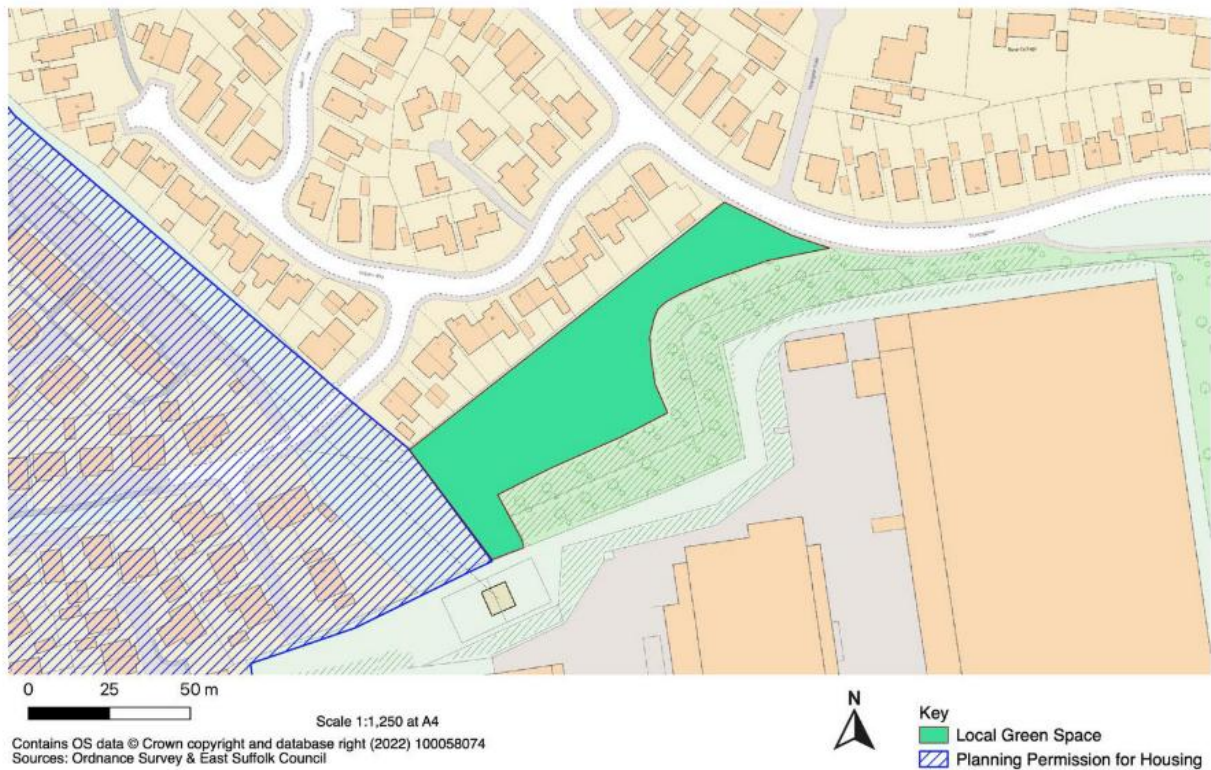 0 25 50 m
Scale 1:1,250 at A4
Contains OS data © Crown copyright and database right (2022) 100058074
Sources: Ordnance Survey & East Suffolk Council
N
Key
Local Green Space
Planning Permission for Housing